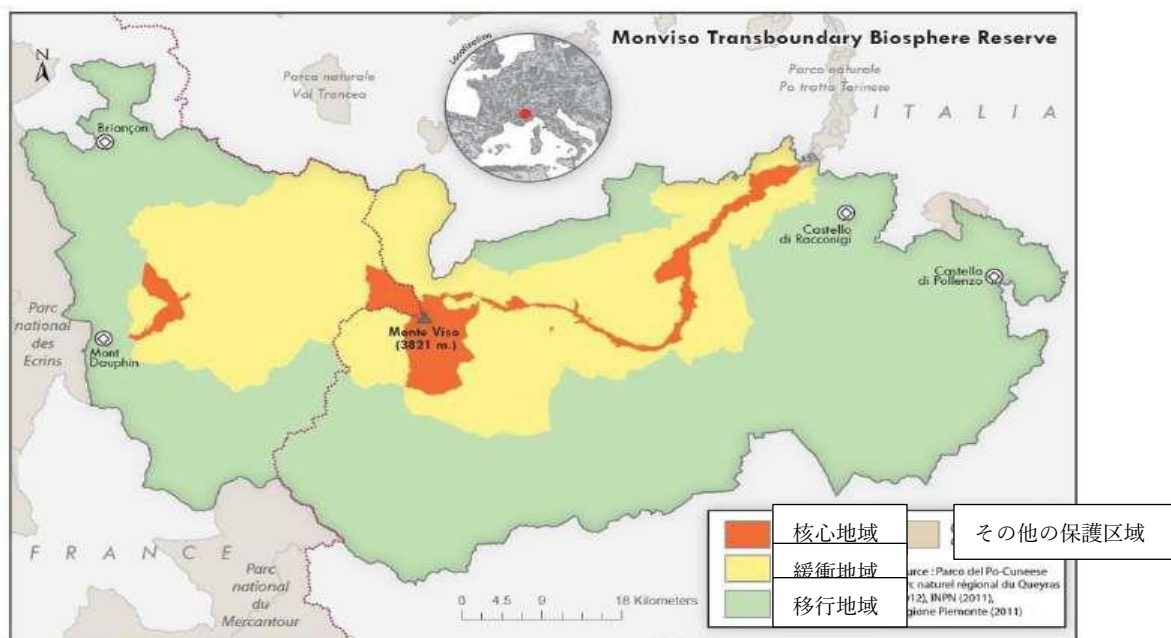 Monviso Transboundary Biosphere Reserve
Localization
N
Parco naturale
Val Troncea
Parco naturale
Po tratto Torinese
ITALIA
Briançon
Castello
di Racconigi
Castello
di Pollenzo
Parc
national
des
Ecrins
Mont
Dauphin
Monte Viso
(3821 m.)
FRANCE
Parc
national
du
Mercantour
0 4.5 9 18 Kilometers
核心地域
その他の保護区域
緩衝地域
移行地域
: Parco del Po-Cuneese
naturel régional du Queyras
INPN (2011),
Piemonte (2011)